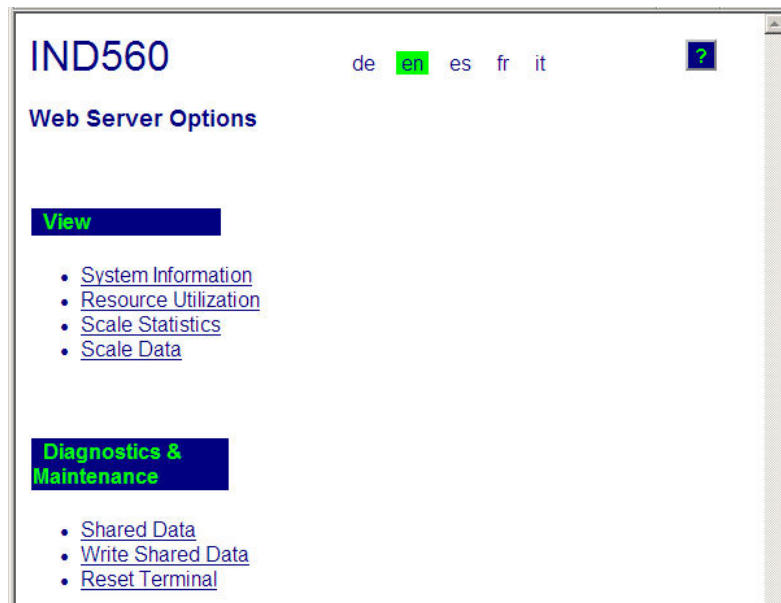 IND560
de en es fr it
?
Web Server Options
View
System Information
Resource Utilization
Scale Statistics
Scale Data
Diagnostics &
Maintenance
Shared Data
Write Shared Data
Reset Terminal